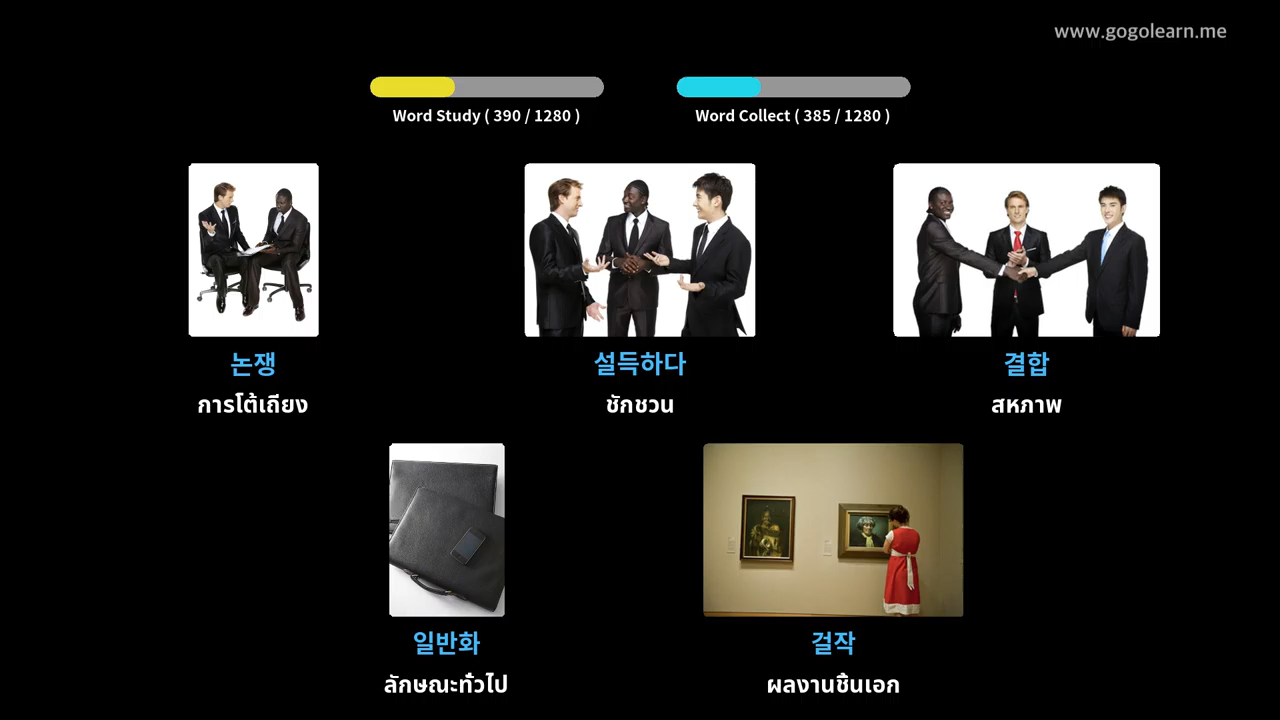 www.gogolearn.me
Word Study ( 390 / 1280 )
Word Collect ( 385 / 1280 )
논쟁
설득하다
결합
การโต้เถียง
ชักชวน
สหภาพ
일반화
걸작
ลักษณะทั่วไป
ผลงานชิ้นเอก